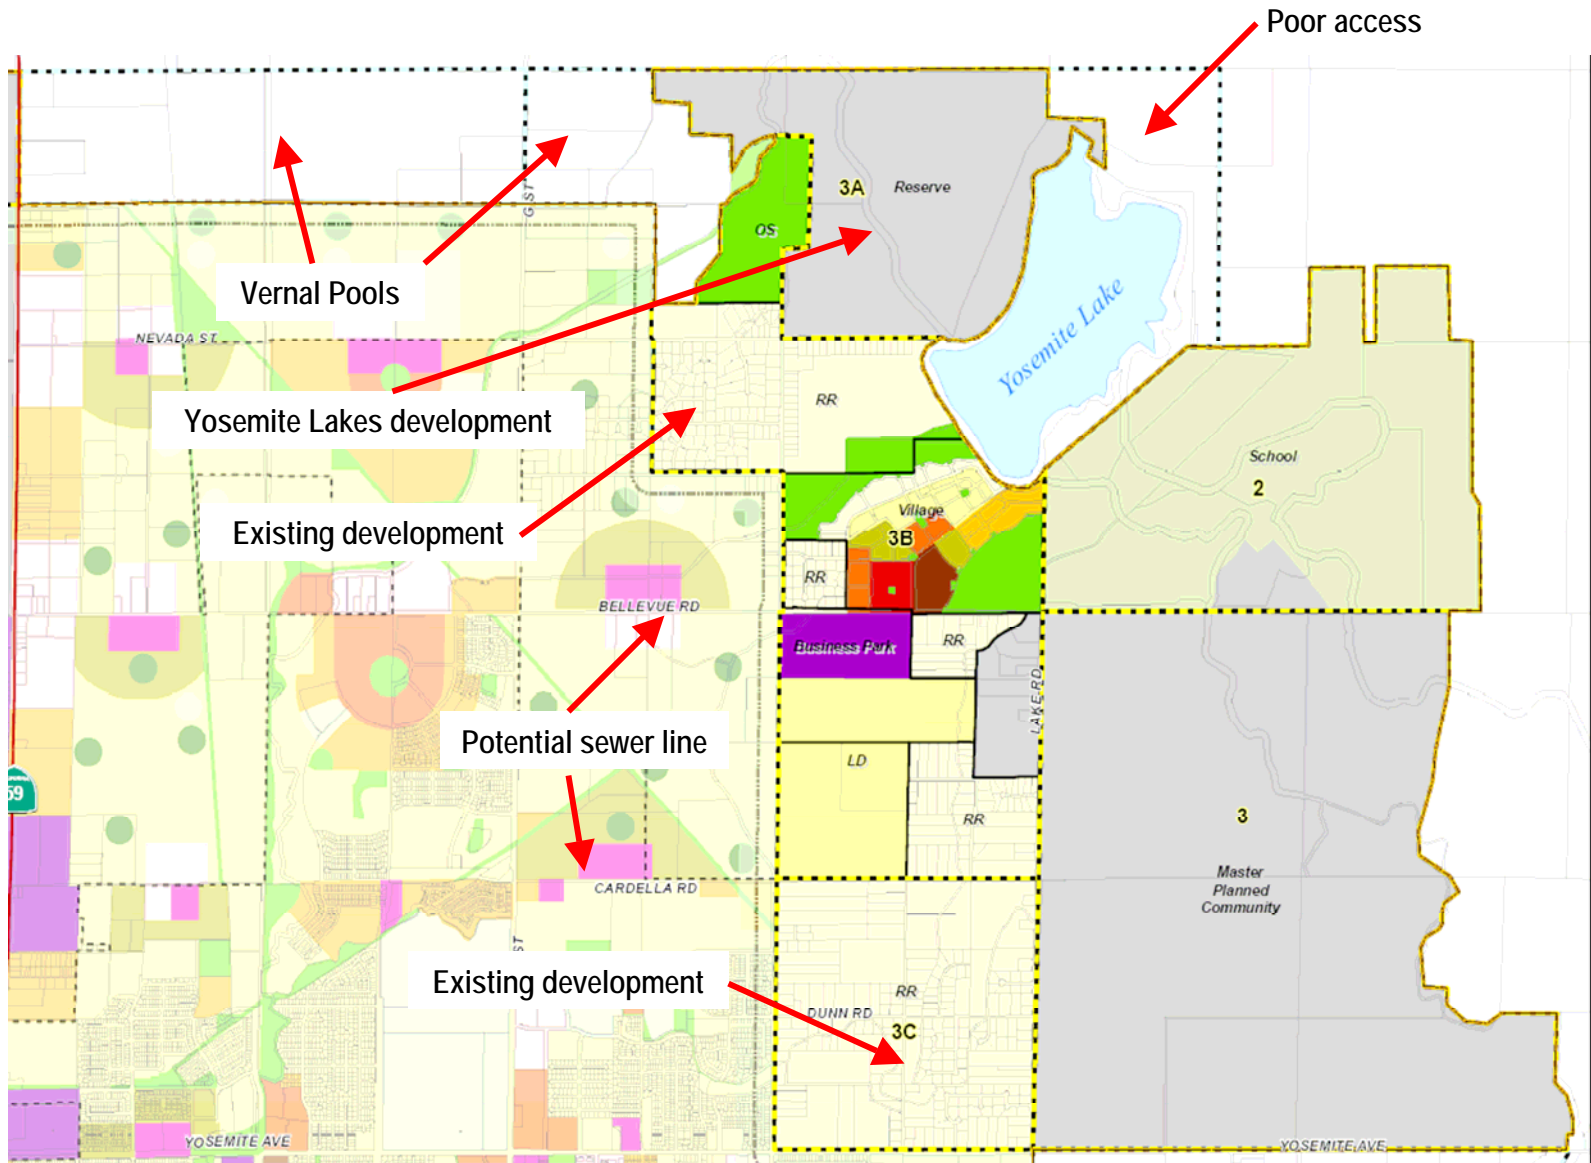 Poor access
G ST
3A
Reserve
OS
Vernal Pools
Yosemite Lake
NEVADA ST
Yosemite Lakes development
RR
School
2
Existing development
Village
3B
RR
BELLEVUE RD
Business Park
RR
LAKE RD
Potential sewer line
LD
59
RR
3
Master
Planned
Community
CARDELLA RD
ST
Existing development
RR
DUNN RD
3C
YOSEMITE AVE
YOSEMITE AVE